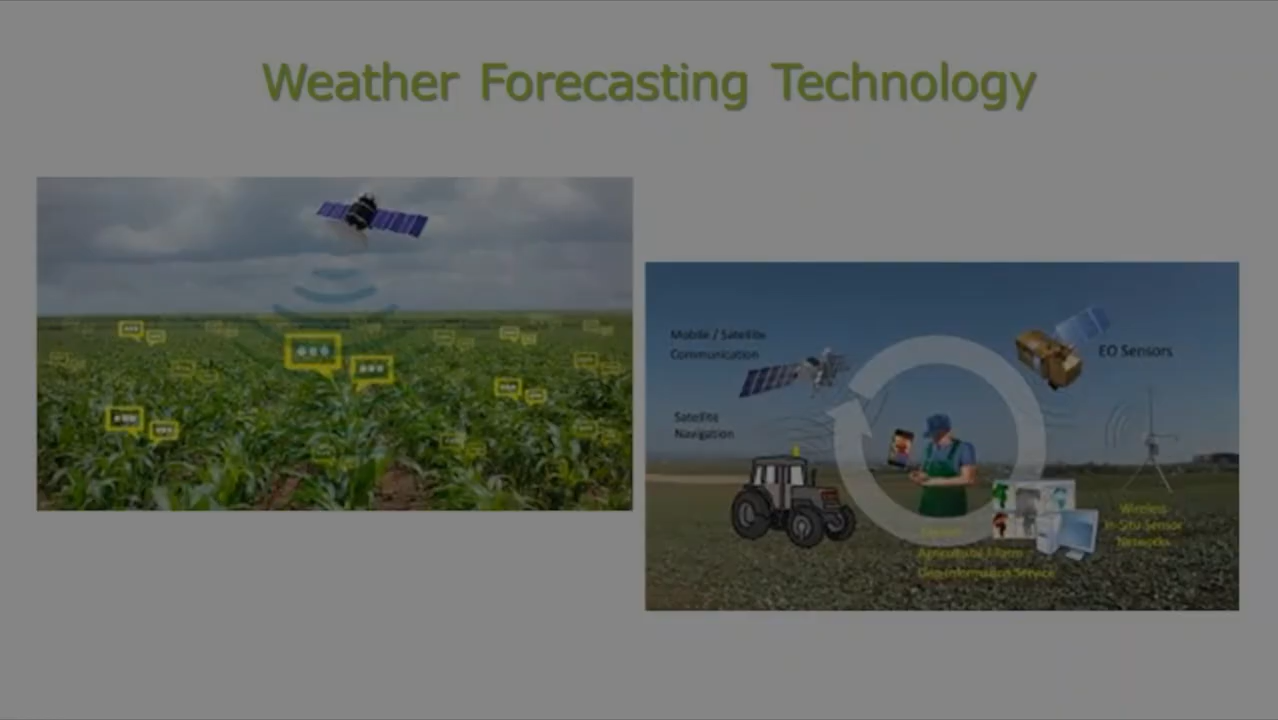 Weather Forecasting Technology
Mobile / Satellite
Communication
EO Sensors
Satellite
Navigation
Wireless
In-Situ Sensor
Networks
Agricultural / Farm
Geo-Information Service